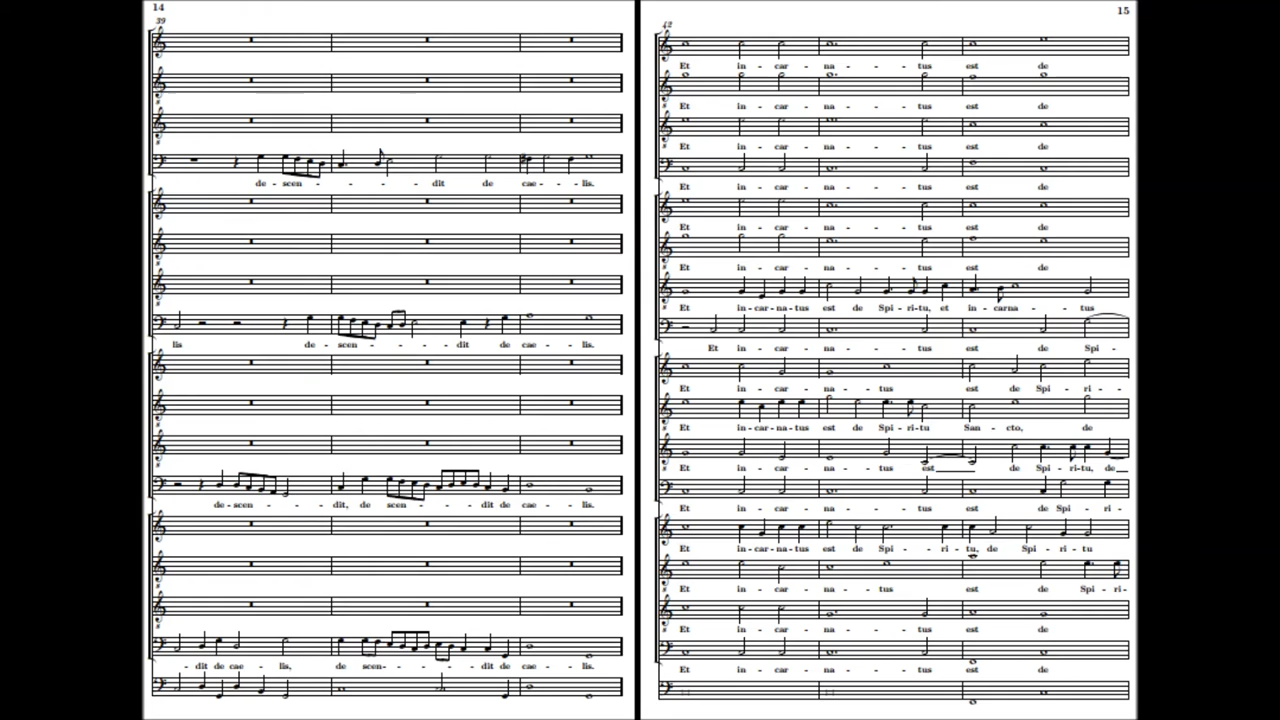 14
39
de - scen - - - - dit de cae - - lis.
lis de - scen - - - - dit de cae - lis.
de - scen - - - - dit, de scen - - - - dit de cae - lis.
- dit de cae - lis, de scen - - - - dit de cae - lis.
15
42
Et in - car - na - - - tus est de
Et in - car - na - - - tus est de
Et in - car - na - - - tus est de
Et in - car - na - - - tus est de
Et in - car - na - - - tus est de
Et in - car - na - - - tus est de
Et in - car - na - tus est de Spi - ri - tu, et in - carna - tus
Et in - car - na - - - tus est de Spi -
Et in - car - na - - tus est de Spi - ri -
Et in - car - na - tus est de Spi - ri - tu San - cto, de
Et in - car - na - tus est de Spi - ri - tu, de
Et in - car - na - - - tus est de Spi - ri -
Et in - car - na - tus est de Spi - - ri - tu, de Spi - ri - tu
Et in - car - na - - tus est de Spi - ri -
Et in - car - na - - - tus est de
Et in - car - na - - - tus est de